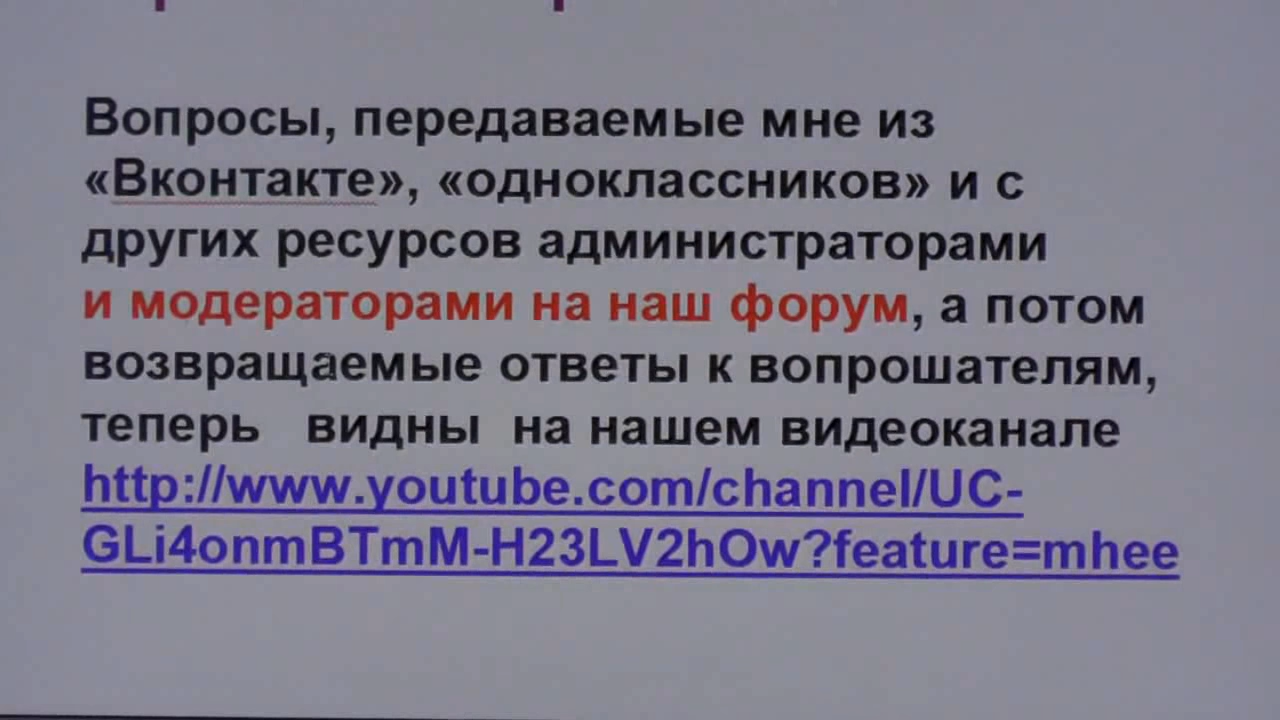 Вопросы, передаваемые мне из
«Вконтакте», «одноклассников» и с
других ресурсов администраторами
и модераторами на наш форум, а потом
возвращаемые ответы к вопрошателям,
теперь видны на нашем видеоканале
http://www.youtube.com/channel/UC-
GLi4onmBTmM-H23LV2hOw?feature=mhee